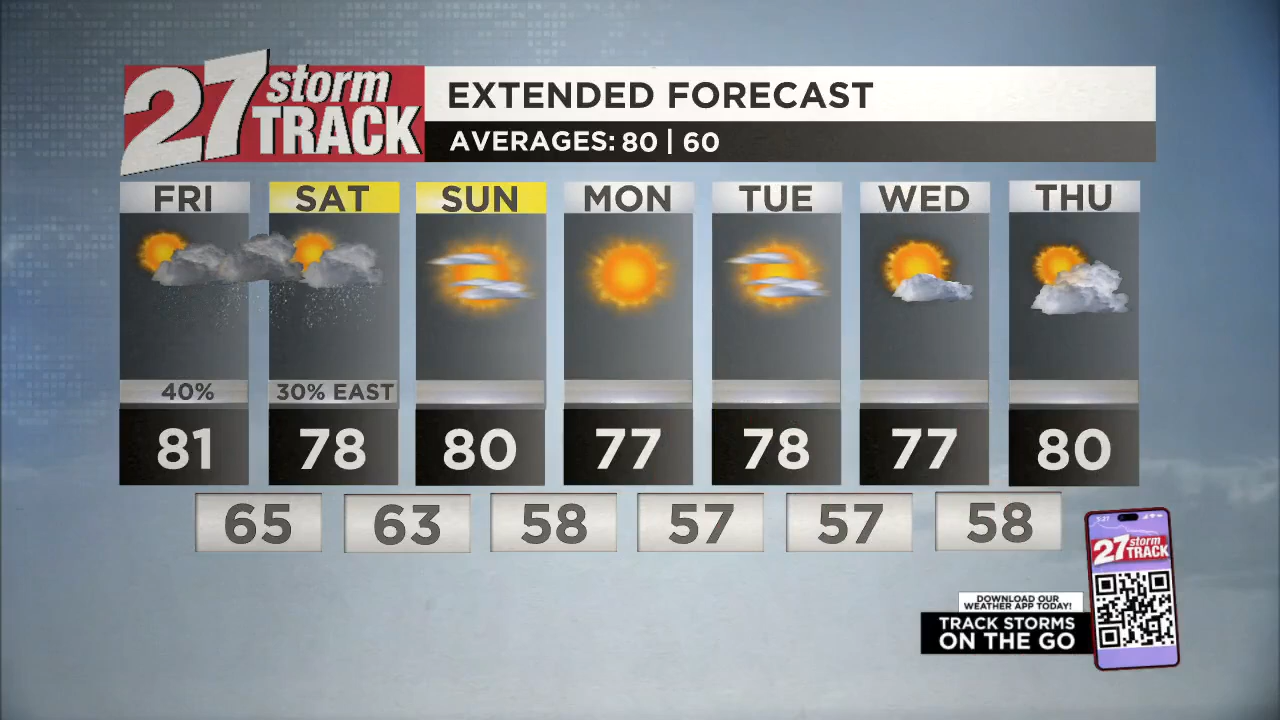 27 storm TRACK
EXTENDED FORECAST
AVERAGES: 80 | 60
FRI SAT SUN MON TUE WED THU
40% 30% EAST
81 78 80 77 78 77 80
65 63 58 57 57 58
5:21
27 storm TRACK
DOWNLOAD OUR
WEATHER APP TODAY!
TRACK STORMS
ON THE GO